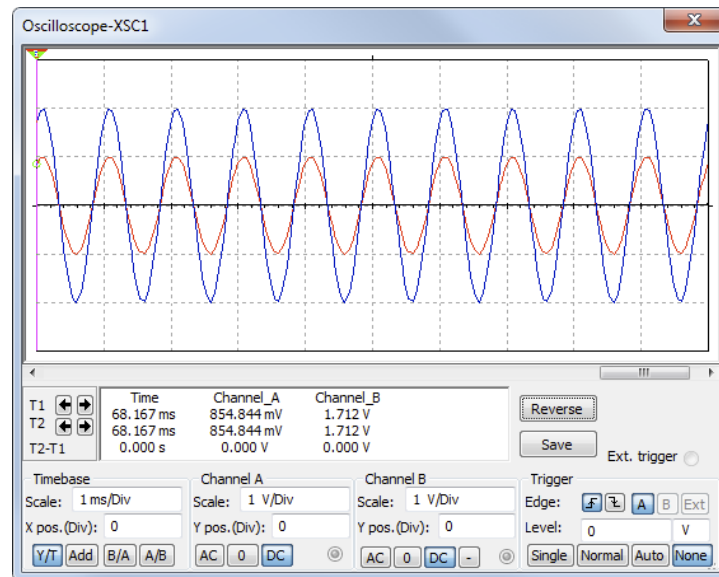 Oscilloscope-XSC1
Time Channel_A Channel_B
T1 68.167 ms 854.844 mV 1.712 V
T2 68.167 ms 854.844 mV 1.712 V
T2-T1 0.000 s 0.000 V 0.000 V
Reverse
Save
Ext. trigger
Timebase
Scale: 1 ms/Div
X pos.(Div): 0
Y/T Add B/A A/B
Channel A
Scale: 1 V/Div
Y pos.(Div): 0
AC 0 DC
Channel B
Scale: 1 V/Div
Y pos.(Div): 0
AC 0 DC -
Trigger
Edge: A B Ext
Level: 0 V
Single Normal Auto None